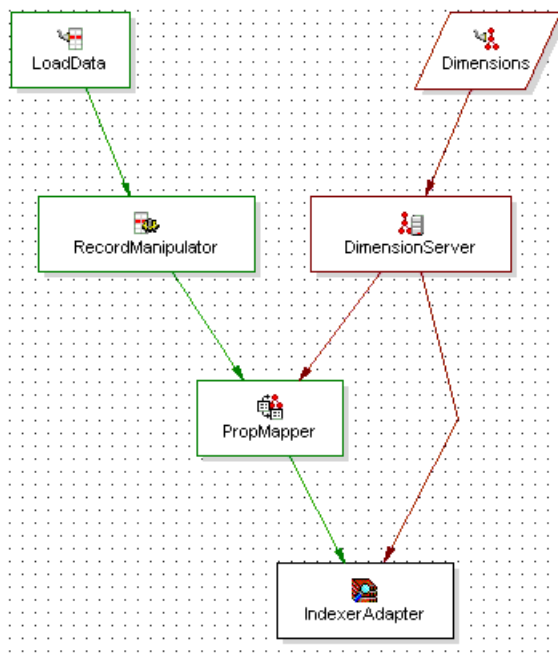 LoadData
Dimensions
RecordManipulator
DimensionServer
PropMapper
IndexerAdapter